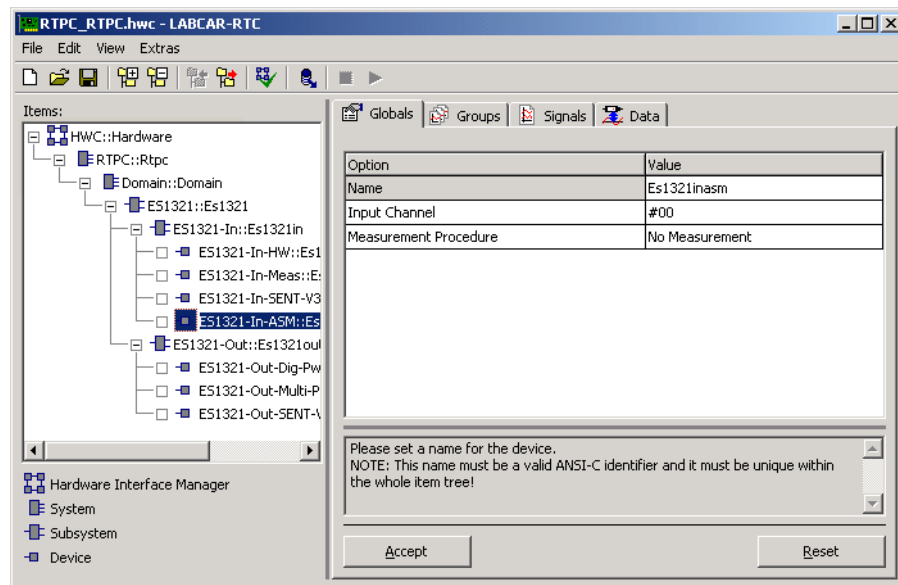 RTPC_RTPC.hwc - LABCAR-RTC
File Edit View Extras
Items:
HWC::Hardware
RTPC::Rtpc
Domain::Domain
ES1321::Es1321
ES1321-In::Es1321in
ES1321-In-HW::Es1
ES1321-In-Meas::E
ES1321-In-SENT-V3
ES1321-In-ASM::Es
ES1321-Out::Es1321ou
ES1321-Out-Dig-Pw
ES1321-Out-Multi-P
ES1321-Out-SENT-V
Hardware Interface Manager
System
Subsystem
Device
Globals Groups Signals Data
Option Value
Name Es1321inasm
Input Channel #00
Measurement Procedure No Measurement
Please set a name for the device.
NOTE: This name must be a valid ANSI-C identifier and it must be unique within
the whole item tree!
Accept Reset